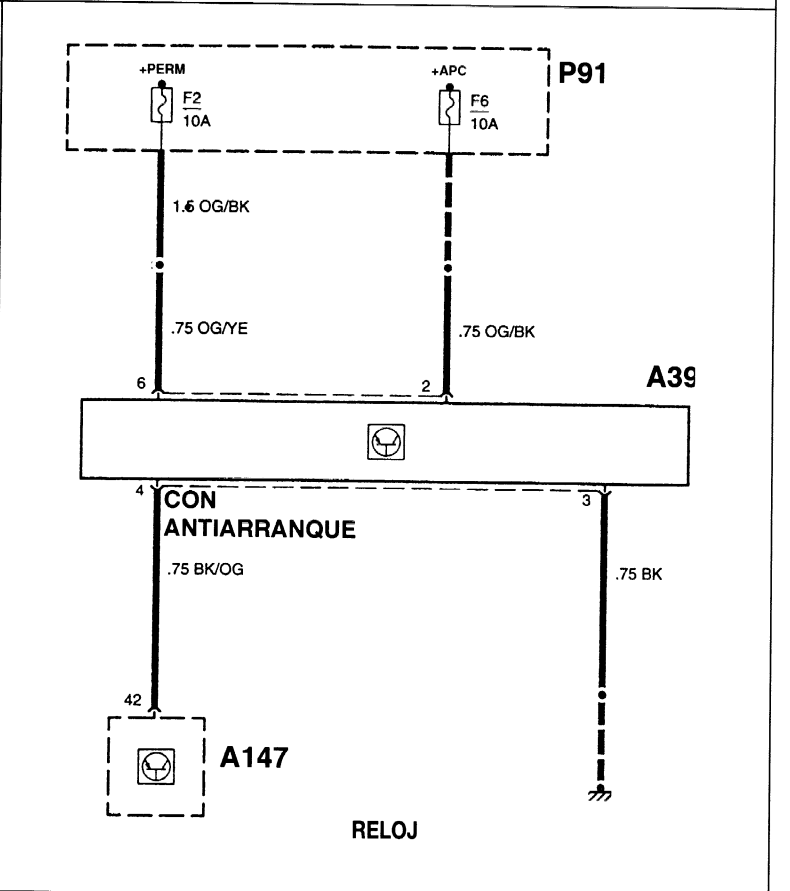 P91
+PERM
+APC
F2
10A
F6
10A
1.5 OG/BK
.75 OG/YE
.75 OG/BK
6
2
A39
4
CON
ANTIARRANQUE
3
.75 BK/OG
.75 BK
42
A147
RELOJ